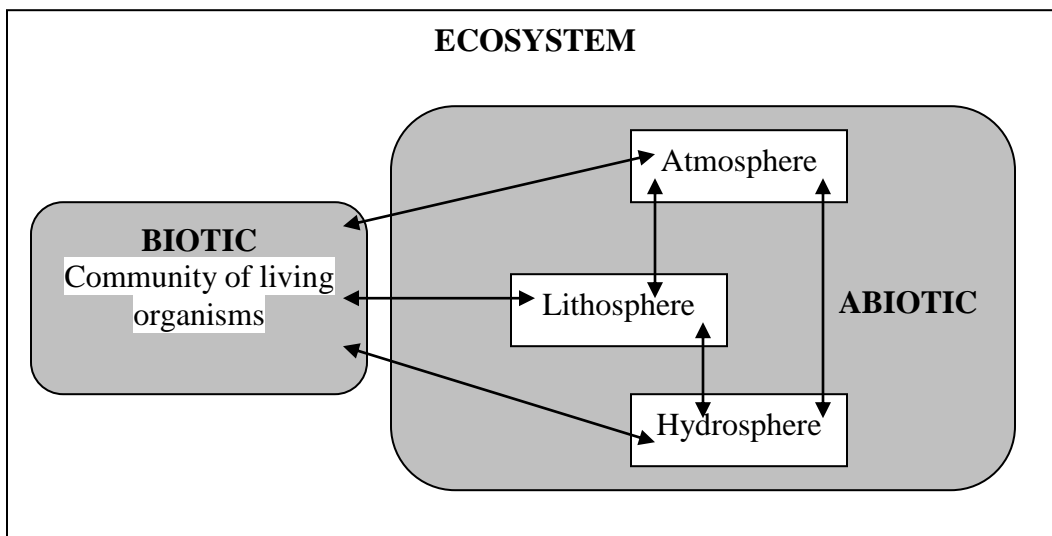 ECOSYSTEM
BIOTIC
Community of living
organisms
Atmosphere
Lithosphere
ABIOTIC
Hydrosphere